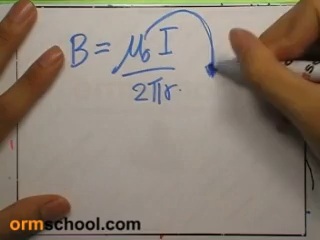 B = μ₀ I
2πr.
ormschool.com